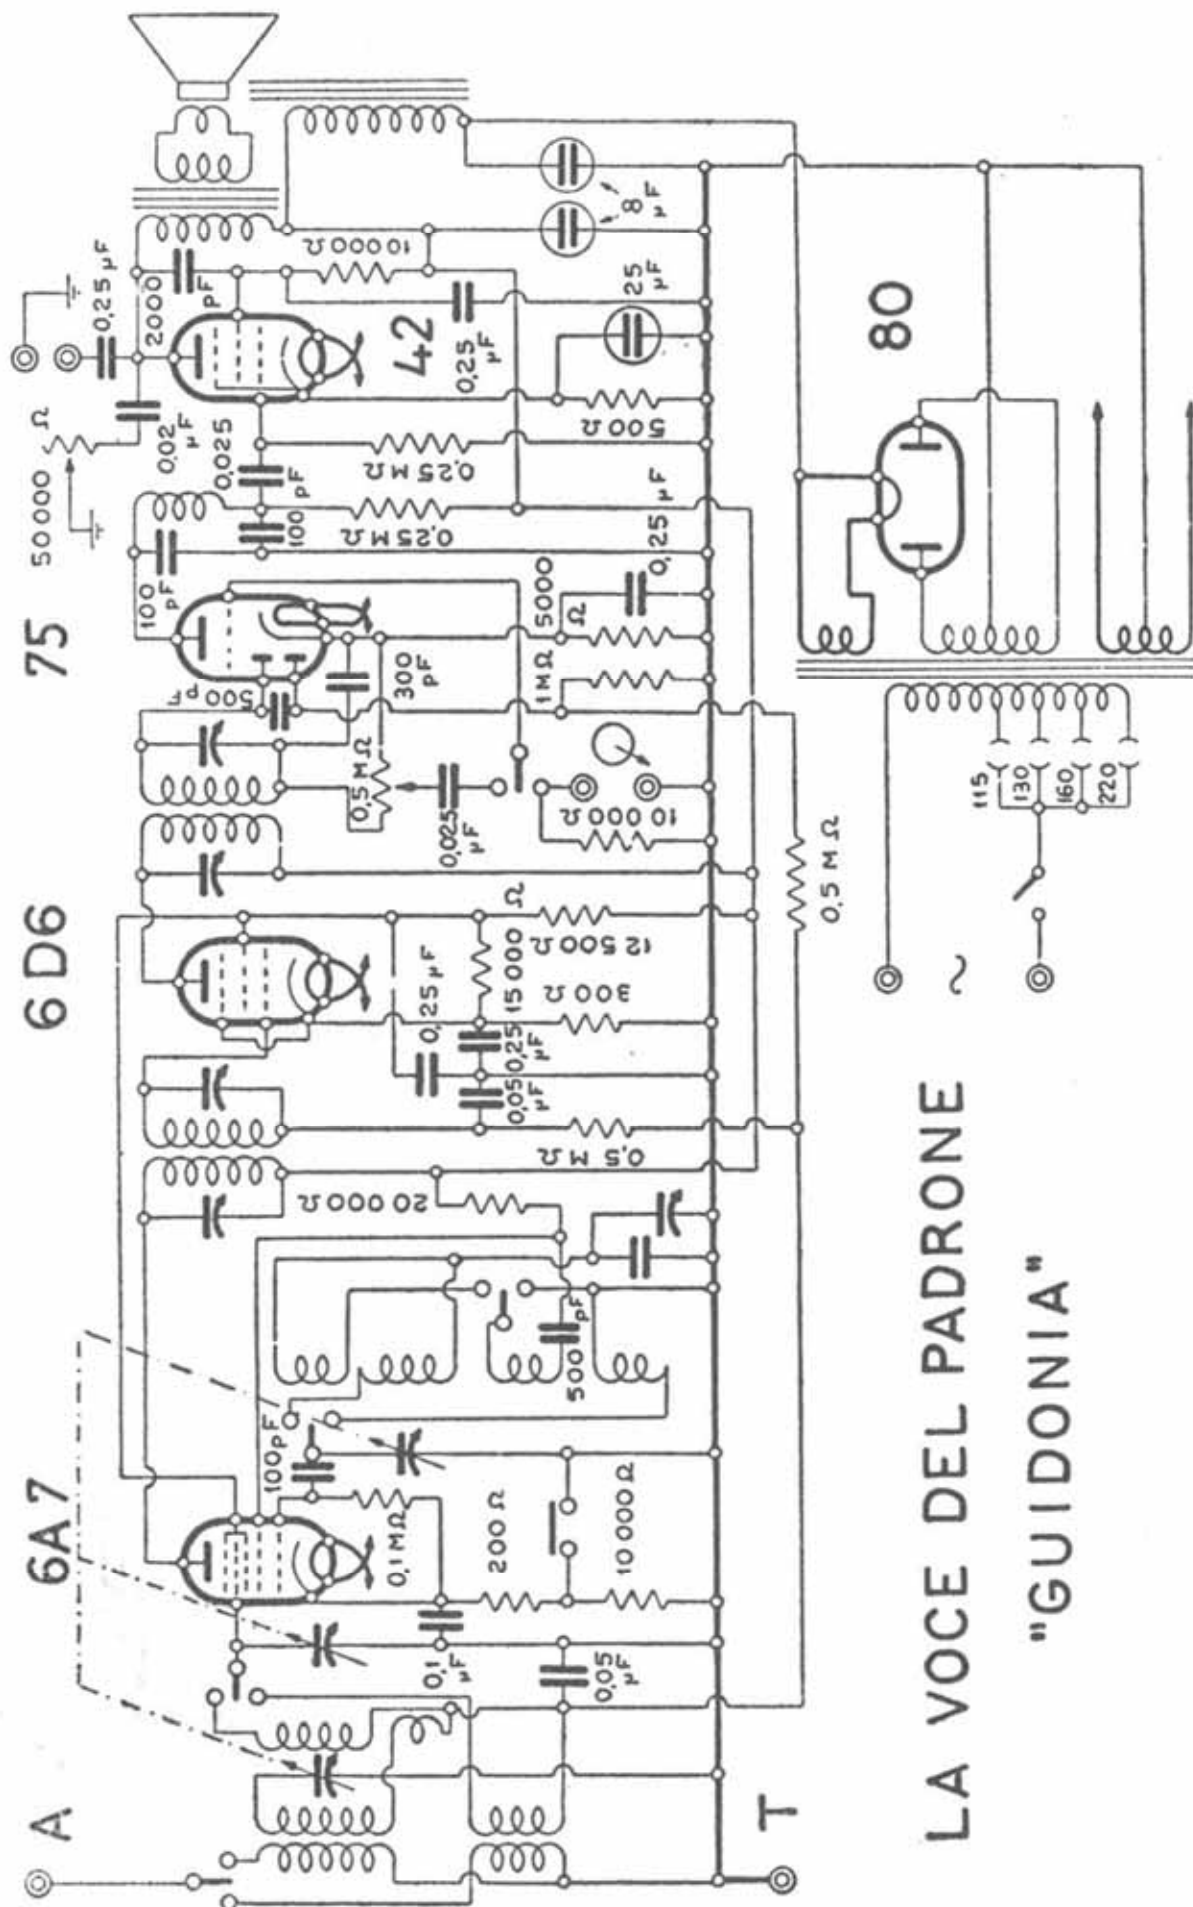 A
6A7
6D6
75
50 000 Ω
0,25 µF
2000 pF
0,02 µF
0,025
100 pF
100 pF
pF
500 pF
42
10 000 Ω
8 µF
25 µF
0,25 µF
500 Ω
0,25 MΩ
0,25 MΩ
0,25 µF
5000 Ω
1 MΩ
300 pF
0,5 MΩ
0,025 µF
10 000 Ω
12 500 Ω
15 000 Ω
0,25 µF
300 Ω
0,25 µF
0,05 µF
0,5 MΩ
20 000 Ω
500 pF
100 pF
0,1 MΩ
200 Ω
10 000 Ω
0,1 µF
0,05 µF
T
0,5 MΩ
80
115
130
160
220
~
LA VOCE DEL PADRONE
"GUIDONIA"